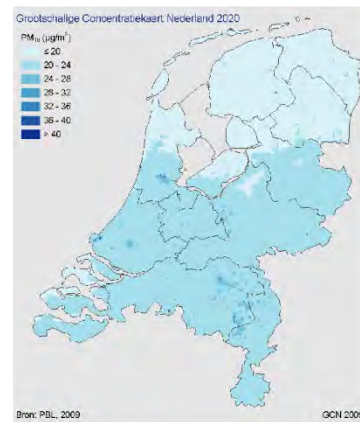 Grootschalige Concentratiekaart Nederland 2020
PM₁₀ (µg/m³)
≤ 20
20 - 24
24 - 28
28 - 32
32 - 36
36 - 40
> 40
Bron: PBL, 2009
GCN 2009